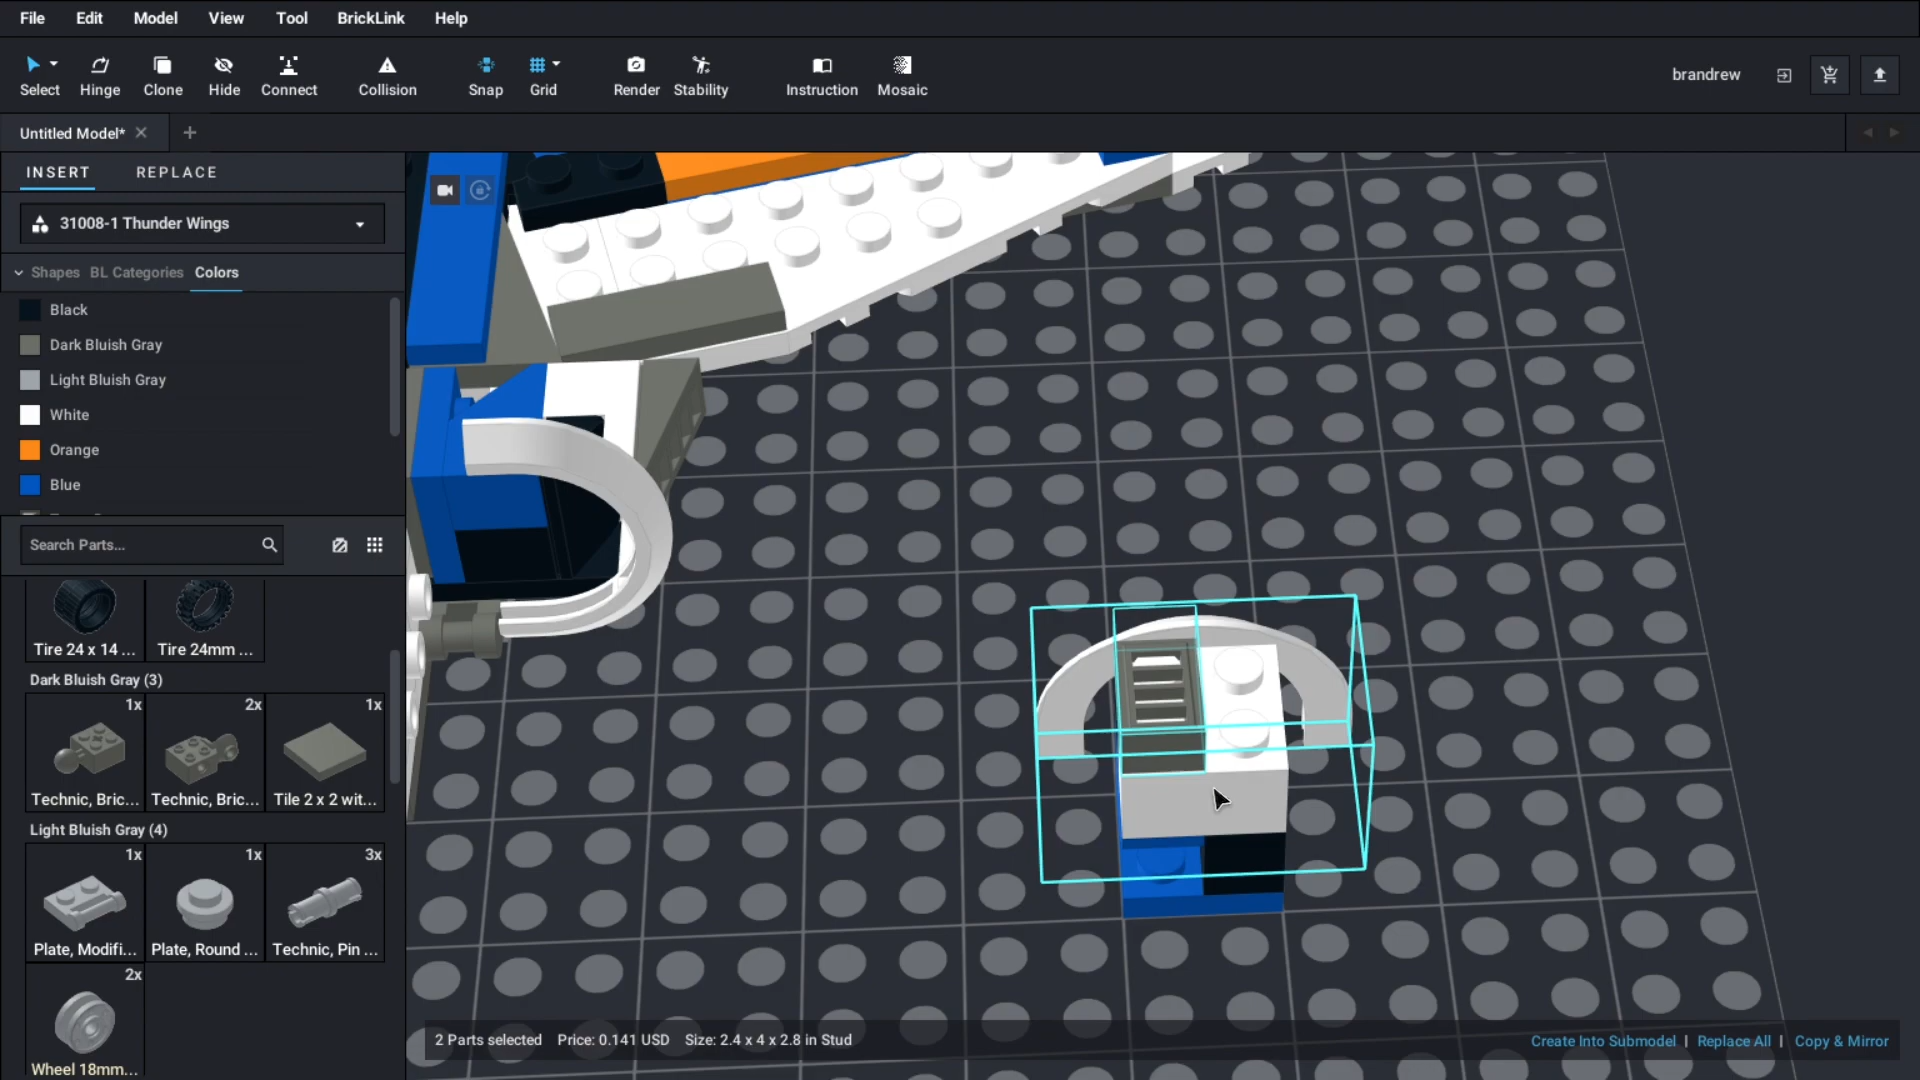 File Edit Model View Tool BrickLink Help
Select Hinge Clone Hide Connect Collision Snap Grid Render Stability Instruction Mosaic brandrew
Untitled Model*
INSERT REPLACE
31008-1 Thunder Wings
Shapes BL Categories Colors
Black
Dark Bluish Gray
Light Bluish Gray
White
Orange
Blue
Search Parts...
Tire 24 x 14 ... Tire 24mm ...
Dark Bluish Gray (3)
1x 2x 1x
Technic, Bric... Technic, Bric... Tile 2 x 2 wit...
Light Bluish Gray (4)
1x 1x 3x
Plate, Modifi... Plate, Round ... Technic, Pin ...
2x
Wheel 18mm...
2 Parts selected Price: 0.141 USD Size: 2.4 x 4 x 2.8 in Stud
Create Into Submodel | Replace All | Copy & Mirror